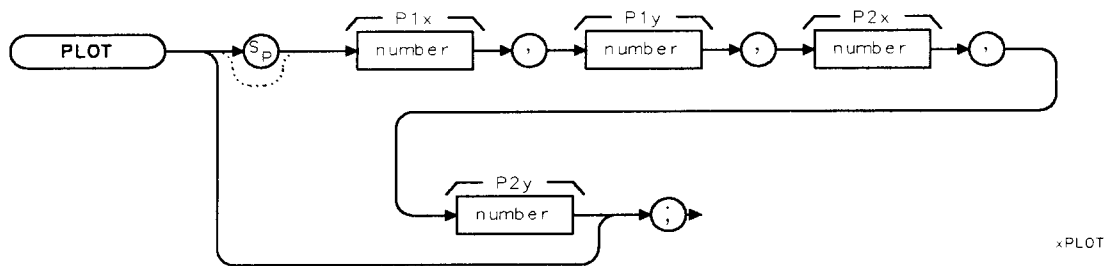 P1x P1y P2x
PLOT Sp number , number , number ,
P2y
number ;
xPLOT